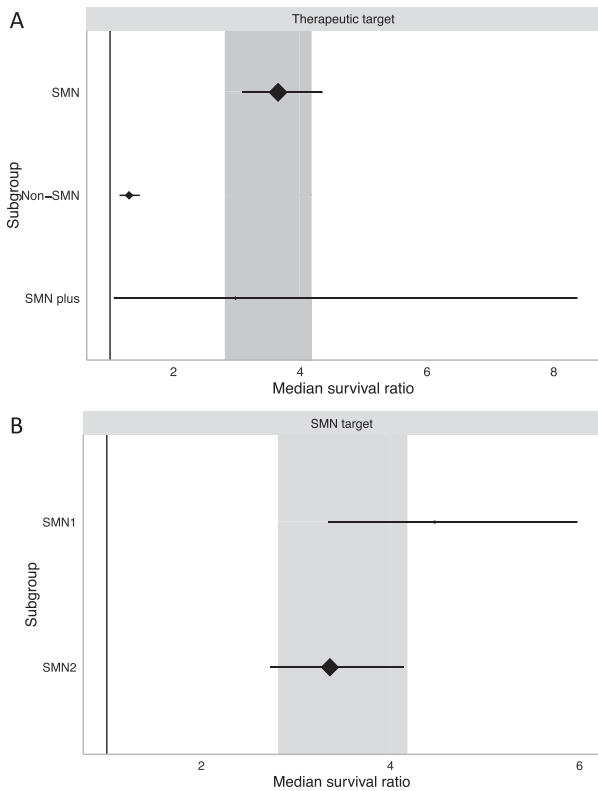 A
Therapeutic target
SMN
Non–SMN
SMN plus
Subgroup
2 4 6 8
Median survival ratio
B
SMN target
SMN1
SMN2
Subgroup
2 4 6
Median survival ratio